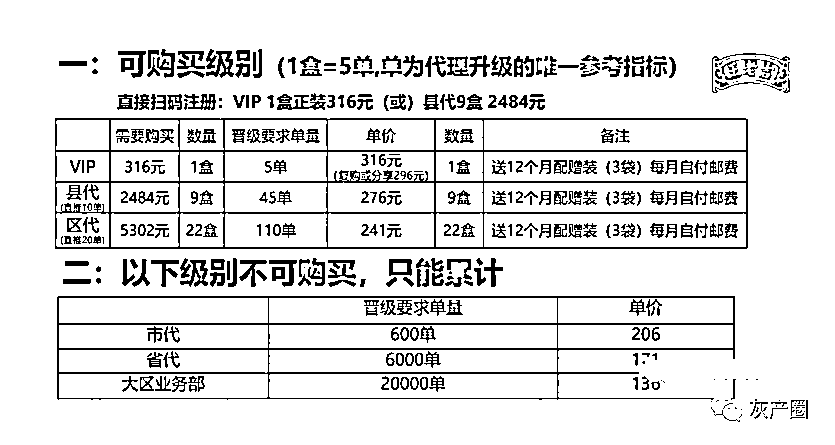 一：可购买级别（1盒=5单,单为代理升级的唯一参考指标）
直接扫码注册：VIP 1盒正装316元（或）县代9盒 2484元
需要购买 数量 晋级要求单量 单价 数量 备注
VIP 316元 1盒 5单 316元 (复购或分享296元) 1盒 送12个月配赠装（3袋）每月自付邮费
县代 (直推10单) 2484元 9盒 45单 276元 9盒 送12个月配赠装（3袋）每月自付邮费
区代 (直推20单) 5302元 22盒 110单 241元 22盒 送12个月配赠装（3袋）每月自付邮费
二：以下级别不可购买，只能累计
晋级要求单量 单价
市代 600单 206
省代 6000单 171
大区业务部 20000单 136
灰产圈